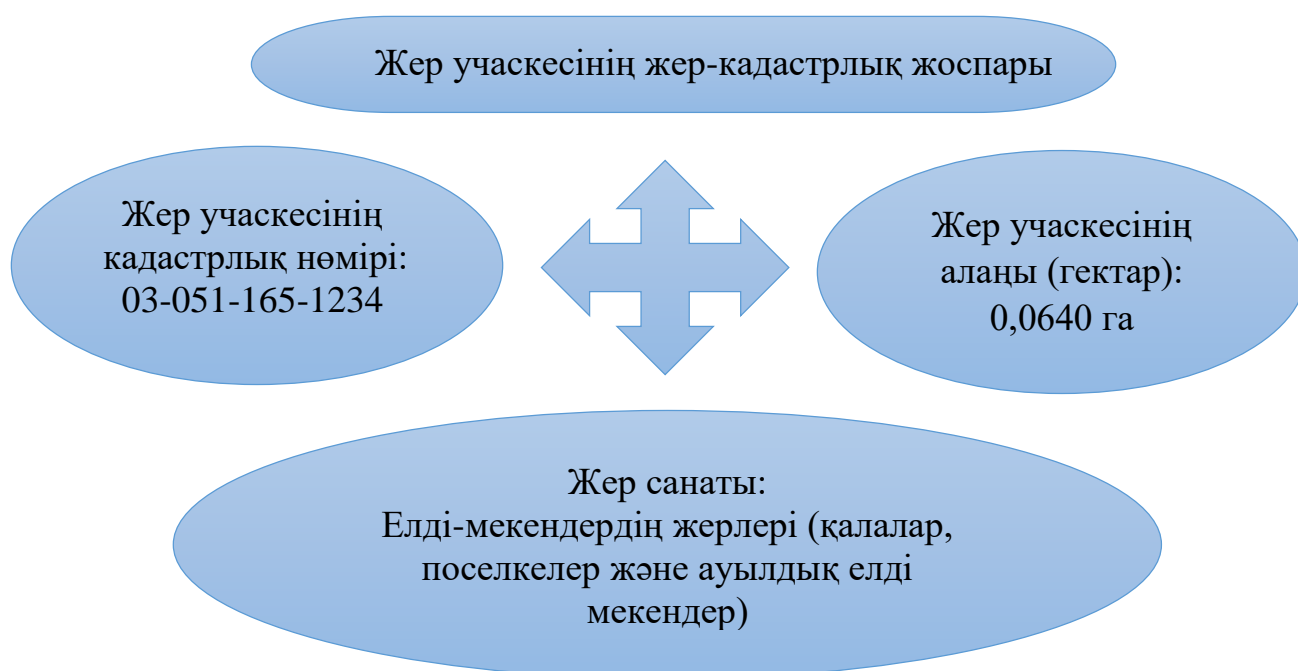 Жер учаскесінің жер-кадастрлық жоспары
Жер учаскесінің
кадастрлық нөмірі:
03-051-165-1234
Жер учаскесінің
алаңы (гектар):
0,0640 га
Жер санаты:
Елді-мекендердің жерлері (қалалар,
поселкелер және ауылдық елді
мекендер)